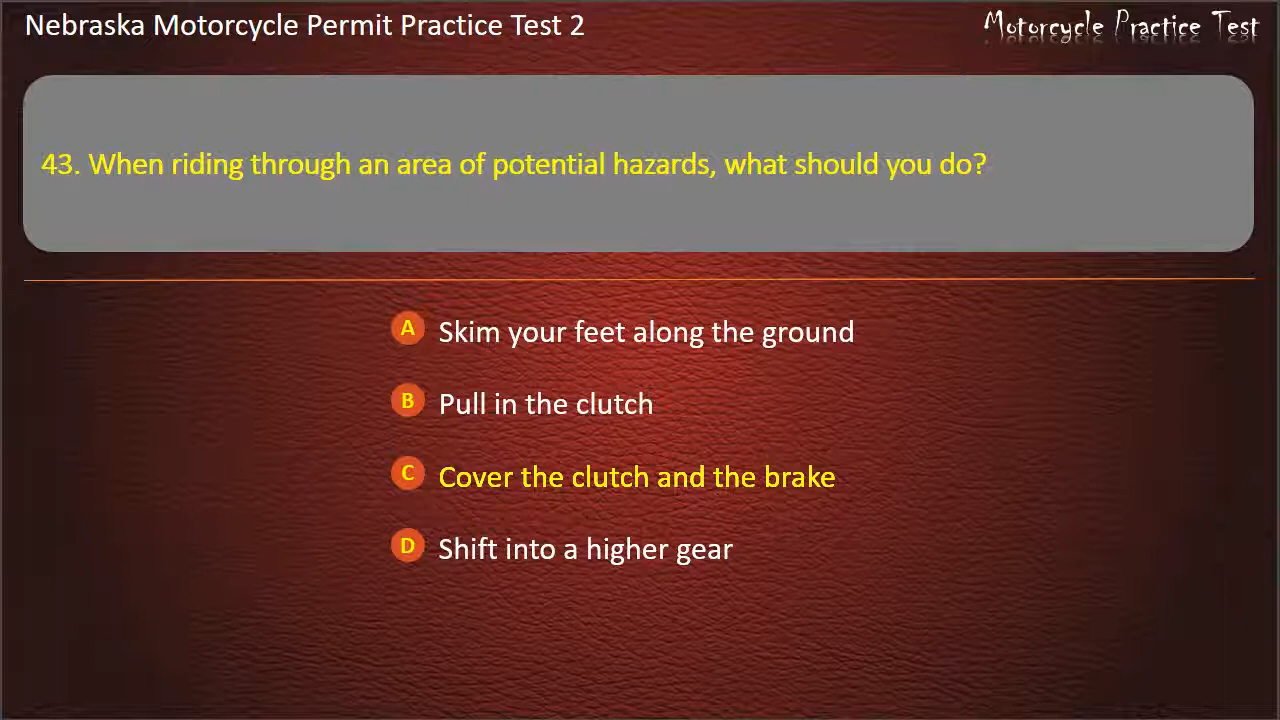 Nebraska Motorcycle Permit Practice Test 2
Motorcycle Practice Test
43. When riding through an area of potential hazards, what should you do?
A Skim your feet along the ground
B Pull in the clutch
C Cover the clutch and the brake
D Shift into a higher gear